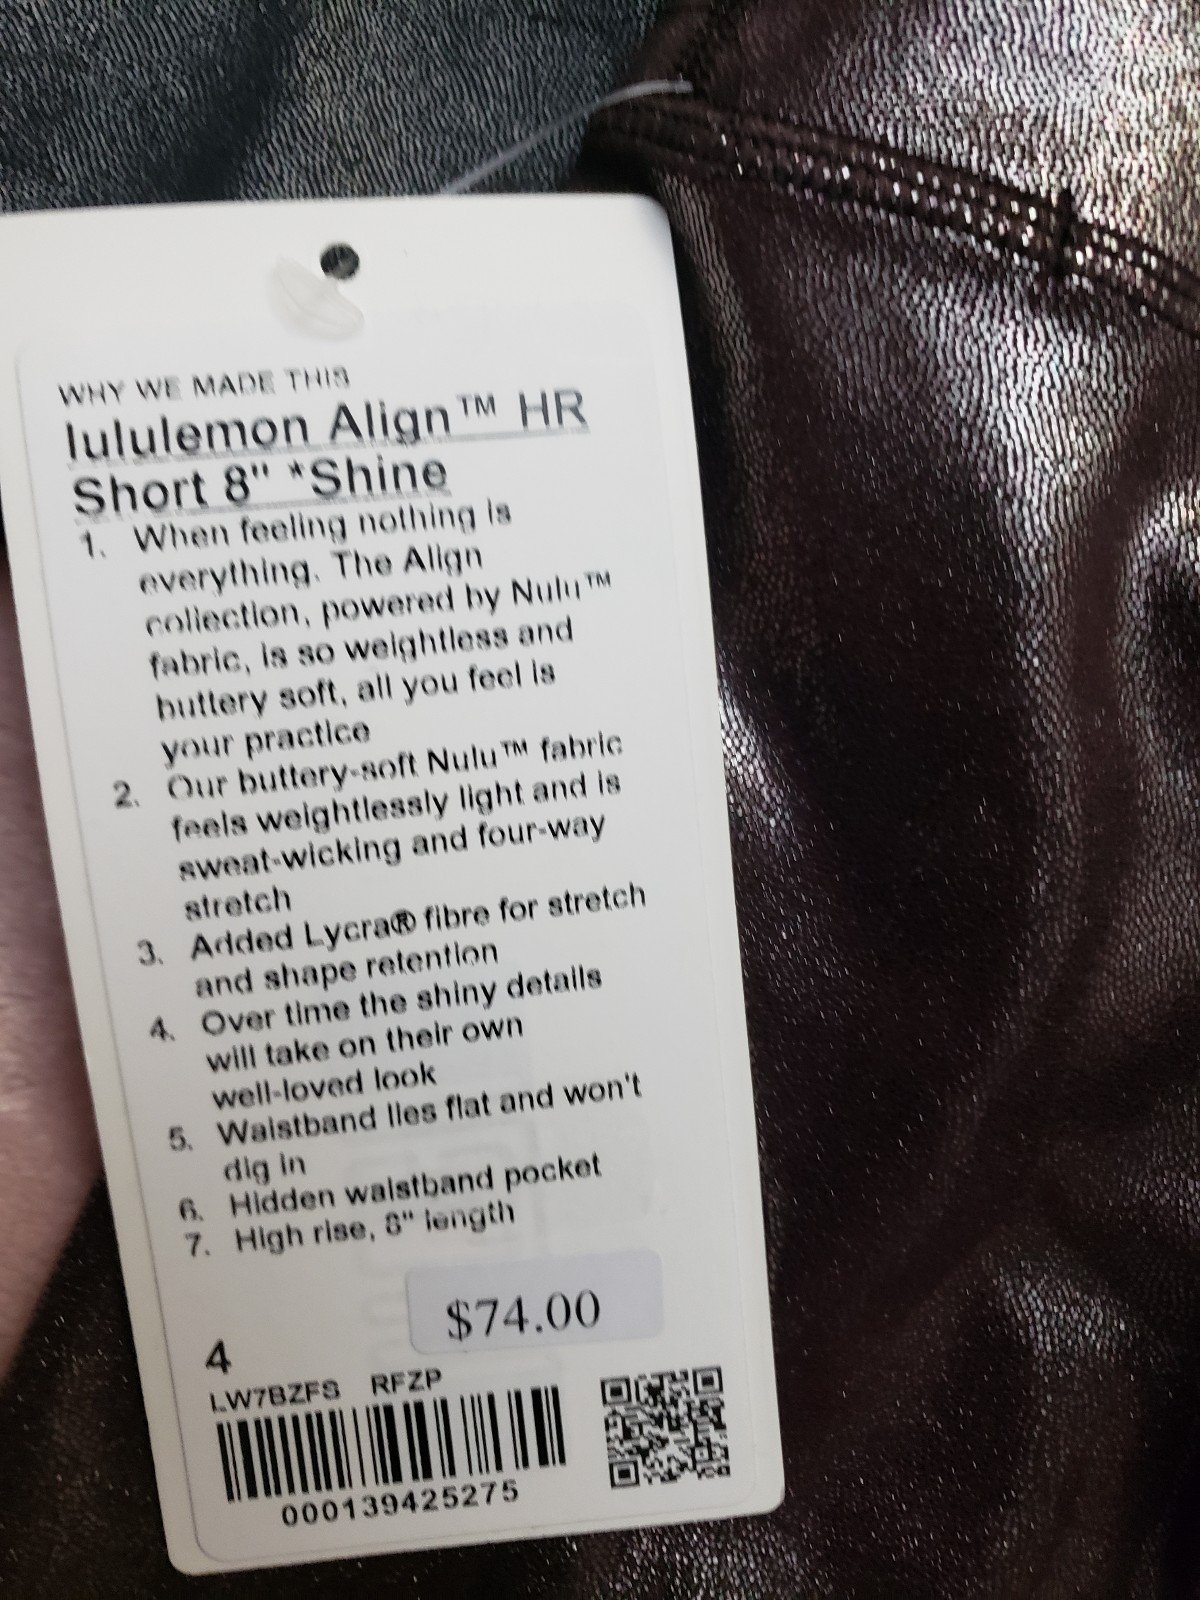 WHY WE MADE THIS
lululemon Align™ HR
Short 8" *Shine
1. When feeling nothing is
everything. The Align
collection, powered by Nulu™
fabric, is so weightless and
buttery soft, all you feel is
your practice
2. Our buttery-soft Nulu™ fabric
feels weightlessly light and is
sweat-wicking and four-way
stretch
3. Added Lycra® fibre for stretch
and shape retention
4. Over time the shiny details
will take on their own
well-loved look
5. Waistband lies flat and won't
dig in
6. Hidden waistband pocket
7. High rise, 8" length
$74.00
4
LW7BZFS RFZP
000139425275